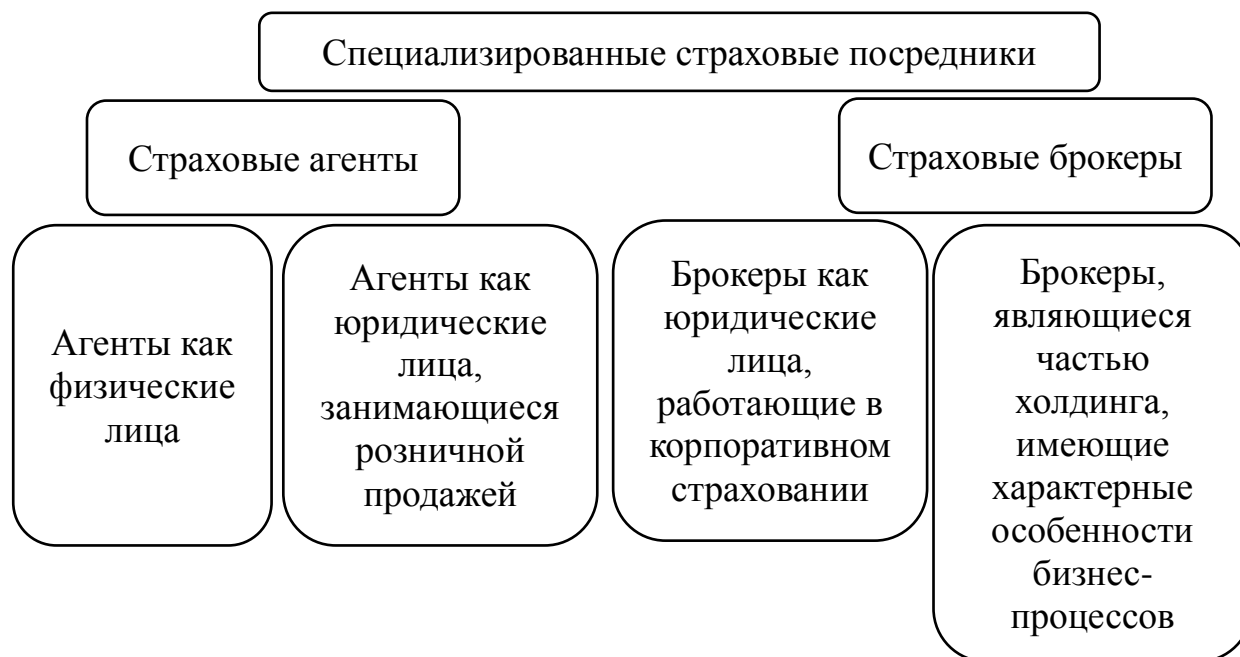 Специализированные страховые посредники
Страховые агенты
Страховые брокеры
Агенты как
физические
лица
Агенты как
юридические
лица,
занимающиеся
розничной
продажей
Брокеры как
юридические
лица,
работающие в
корпоративном
страховании
Брокеры,
являющиеся
частью
холдинга,
имеющие
характерные
особенности
бизнес-
процессов